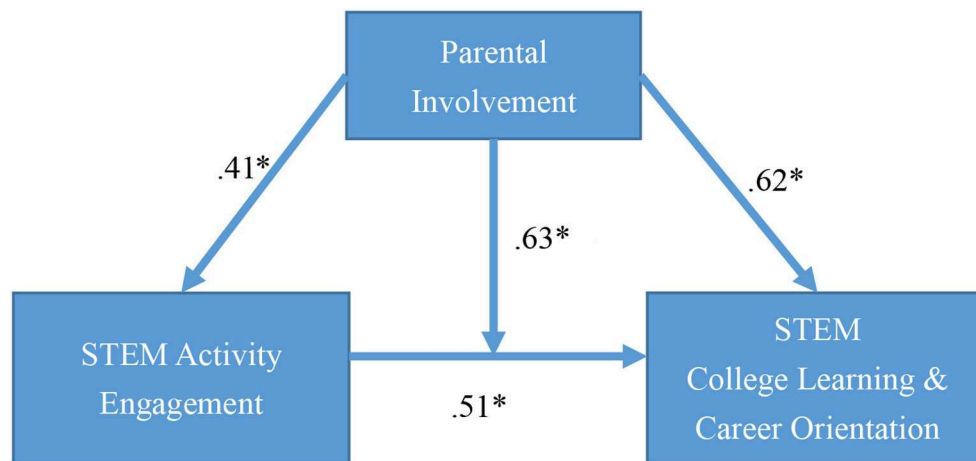 Parental
Involvement
.41*
.62*
.63*
STEM Activity
Engagement
STEM
College Learning &
Career Orientation
.51*